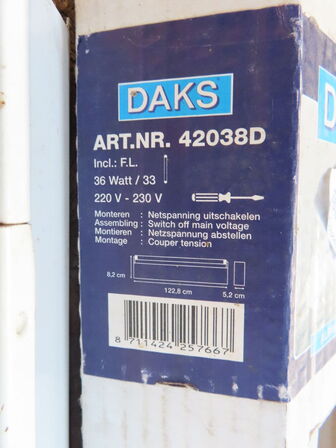 DAKS
ART.NR. 42038D
Incl.: F.L.
36 Watt / 33
220 V - 230 V
Monteren : Netspanning uitschakelen
Assembling : Switch off main voltage
Montieren : Netzspannung abstellen
Montage : Couper tension
8,2 cm
122,8 cm
5,2 cm
8 711424 257667